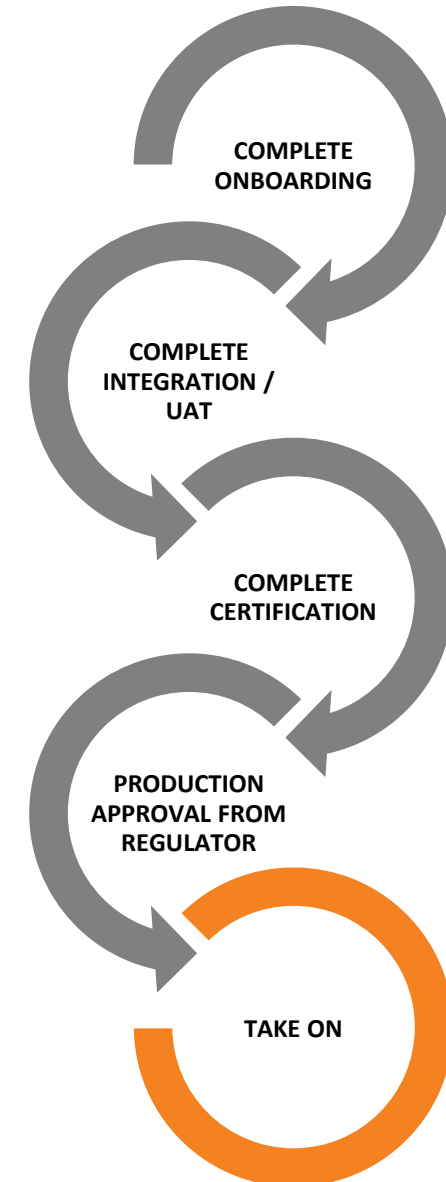 COMPLETE
ONBOARDING
COMPLETE
INTEGRATION /
UAT
COMPLETE
CERTIFICATION
PRODUCTION
APPROVAL FROM
REGULATOR
TAKE ON